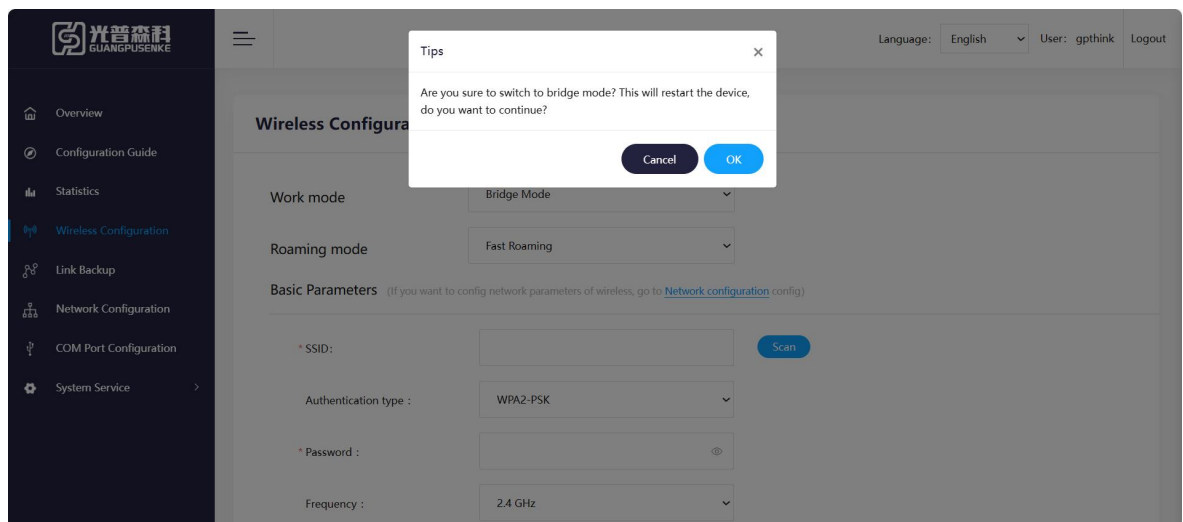 光普森科
GUANGPUSENKE
Language:
English
User: gpthink
Logout
Tips
Are you sure to switch to bridge mode? This will restart the device,
do you want to continue?
Cancel
OK
Overview
Configuration Guide
Statistics
Wireless Configuration
Link Backup
Network Configuration
COM Port Configuration
System Service
Wireless Configura
Work mode
Bridge Mode
Roaming mode
Fast Roaming
Basic Parameters (If you want to config network parameters of wireless, go to Network configuration config)
* SSID:
Scan
Authentication type :
WPA2-PSK
* Password :
Frequency :
2.4 GHz